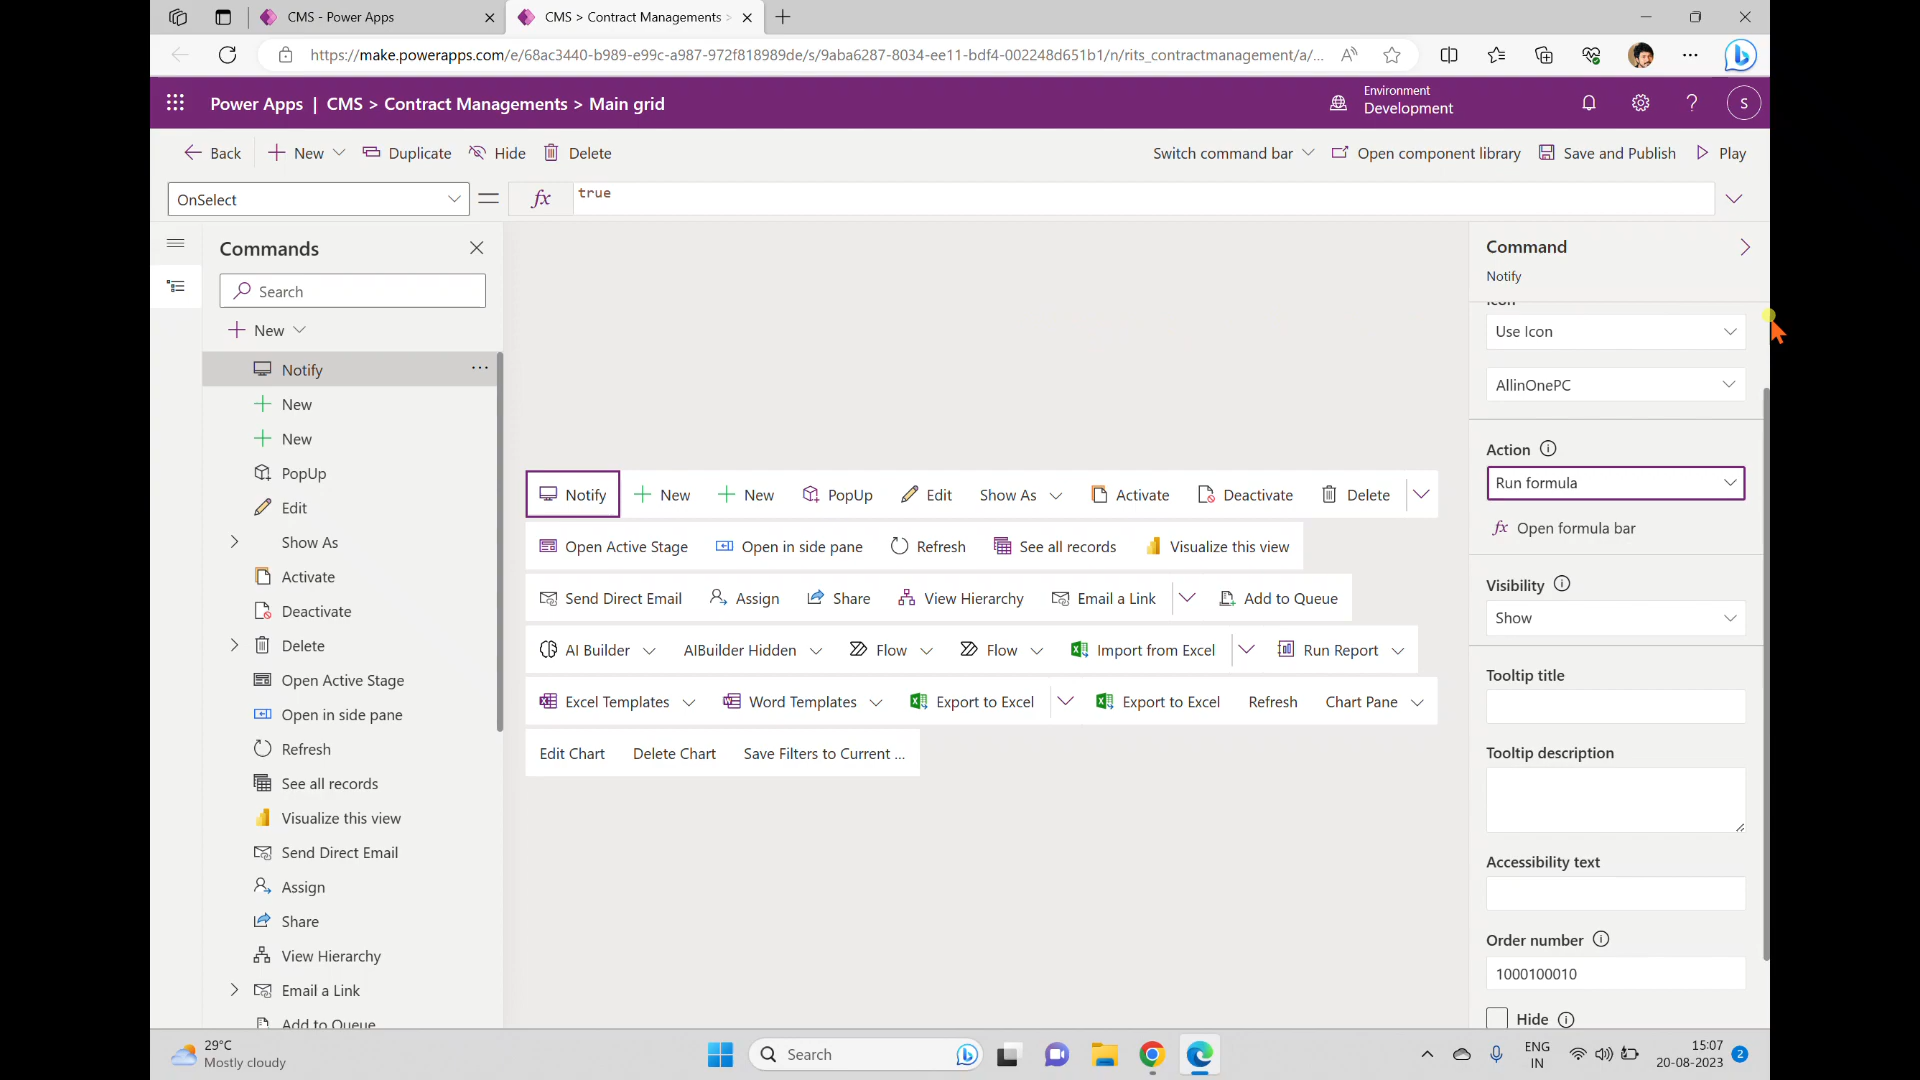 CMS - Power Apps
CMS > Contract Managements >
https://make.powerapps.com/e/68ac3440-b989-e99c-a987-972f818989de/s/9aba6287-8034-ee11-bdf4-002248d651b1/n/rits_contractmanagement/a/...
Power Apps | CMS > Contract Managements > Main grid
Environment
Development
S
Back
New
Duplicate
Hide
Delete
Switch command bar
Open component library
Save and Publish
Play
OnSelect
=
fx
true
Commands
Search
New
Notify
New
New
PopUp
Edit
Show As
Activate
Deactivate
Delete
Open Active Stage
Open in side pane
Refresh
See all records
Visualize this view
Send Direct Email
Assign
Share
View Hierarchy
Email a Link
Add to Queue
Notify New New PopUp Edit Show As Activate Deactivate Delete
Open Active Stage Open in side pane Refresh See all records Visualize this view
Send Direct Email Assign Share View Hierarchy Email a Link Add to Queue
AI Builder AIBuilder Hidden Flow Flow Import from Excel Run Report
Excel Templates Word Templates Export to Excel Export to Excel Refresh Chart Pane
Edit Chart Delete Chart Save Filters to Current ...
Command
Notify
Icon
Use Icon
AllinOnePC
Action
Run formula
fx Open formula bar
Visibility
Show
Tooltip title
Tooltip description
Accessibility text
Order number
1000100010
Hide
29°C
Mostly cloudy
Search
ENG
IN
15:07
20-08-2023
2